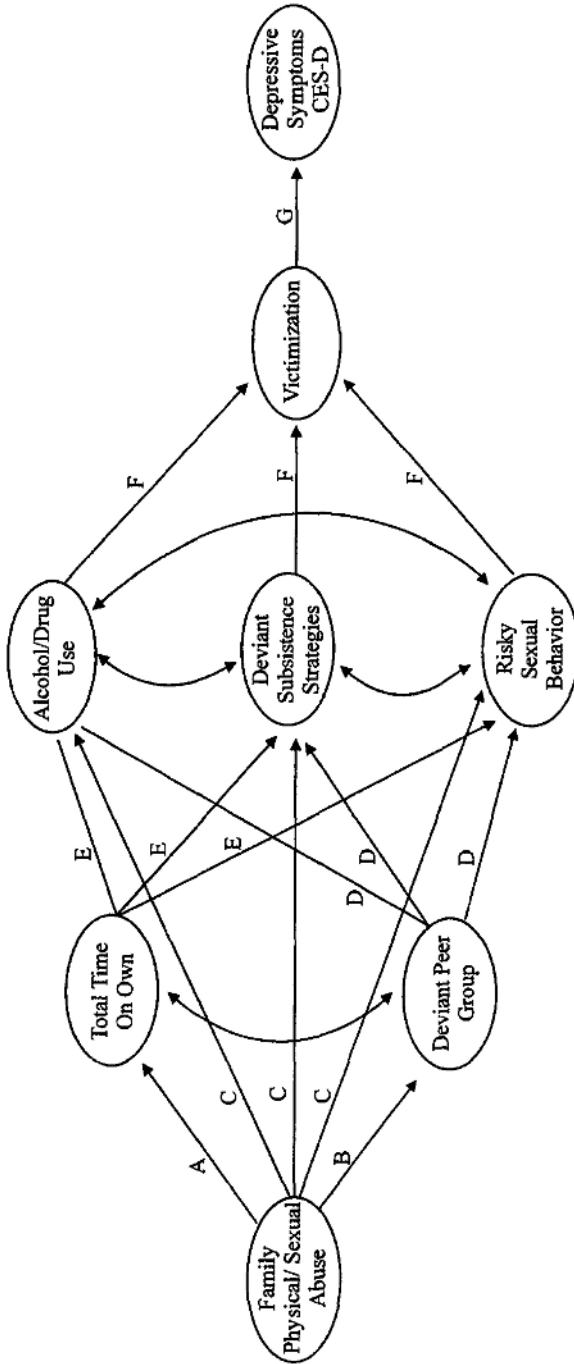 Family
Physical/ Sexual
Abuse
A
B
C
C
C
Total Time
On Own
Deviant Peer
Group
E
E
E
D
D
D
Alcohol/Drug
Use
Deviant
Subsistence
Strategies
Risky
Sexual
Behavior
F
F
F
Victimization
G
Depressive
Symptoms
CES-D